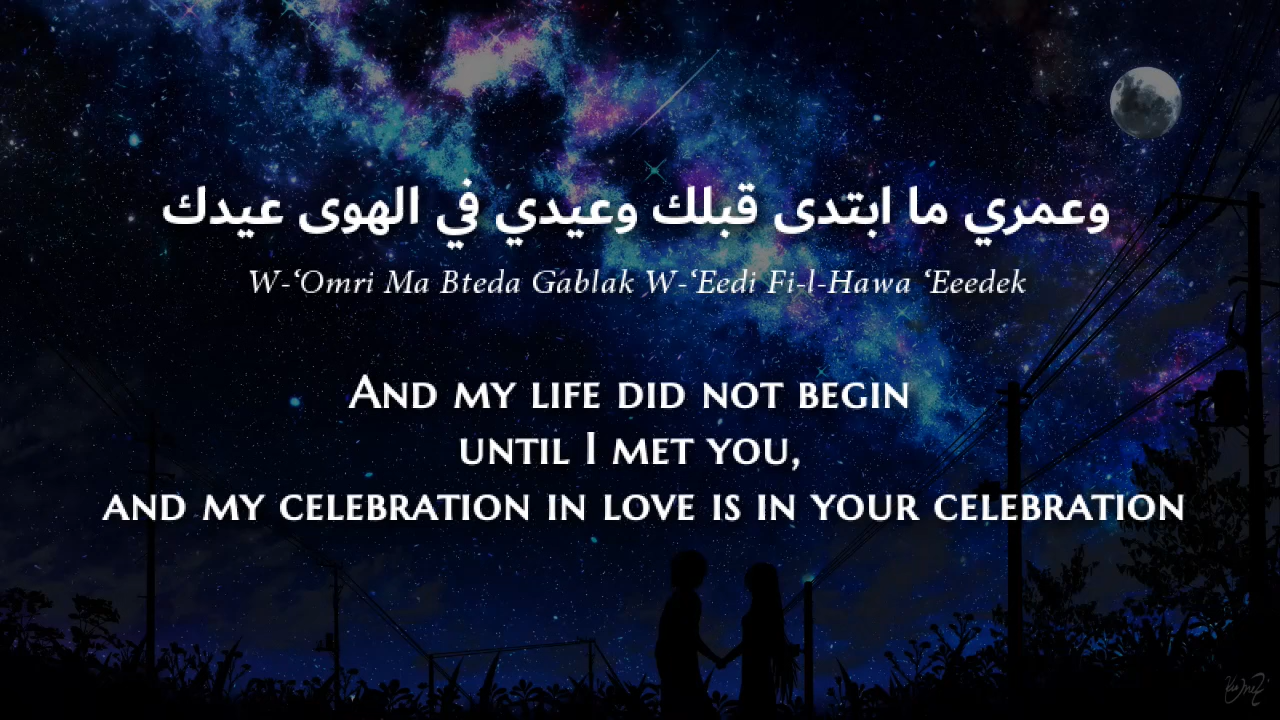 وعمري ما ابتدى قبلك وعيدي في الهوى عيدك
W-‘Omri Ma Bteda Gablak W-‘Eedi Fi-l-Hawa ‘Eeedek
And my life did not begin
until I met you,
and my celebration in love is in your celebration